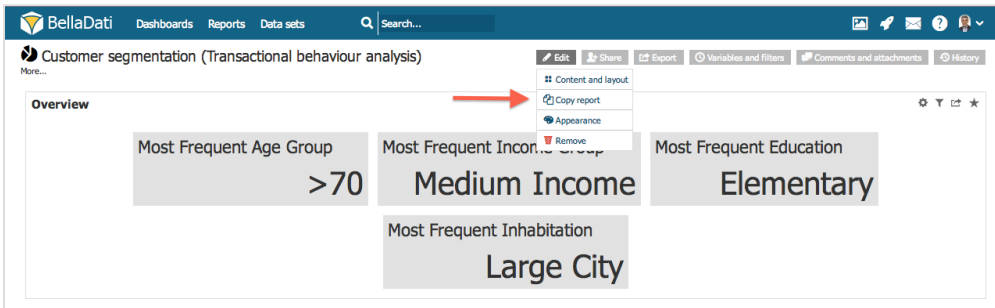 BellaDati Dashboards Reports Data sets Search...
Customer segmentation (Transactional behaviour analysis) Edit Share Export Variables and Filters Comments and attachments History
More...
Content and layout
Copy report
Appearance
Remove
Overview
Most Frequent Age Group
>70
Most Frequent Income Group
Medium Income
Most Frequent Education
Elementary
Most Frequent Inhabitation
Large City